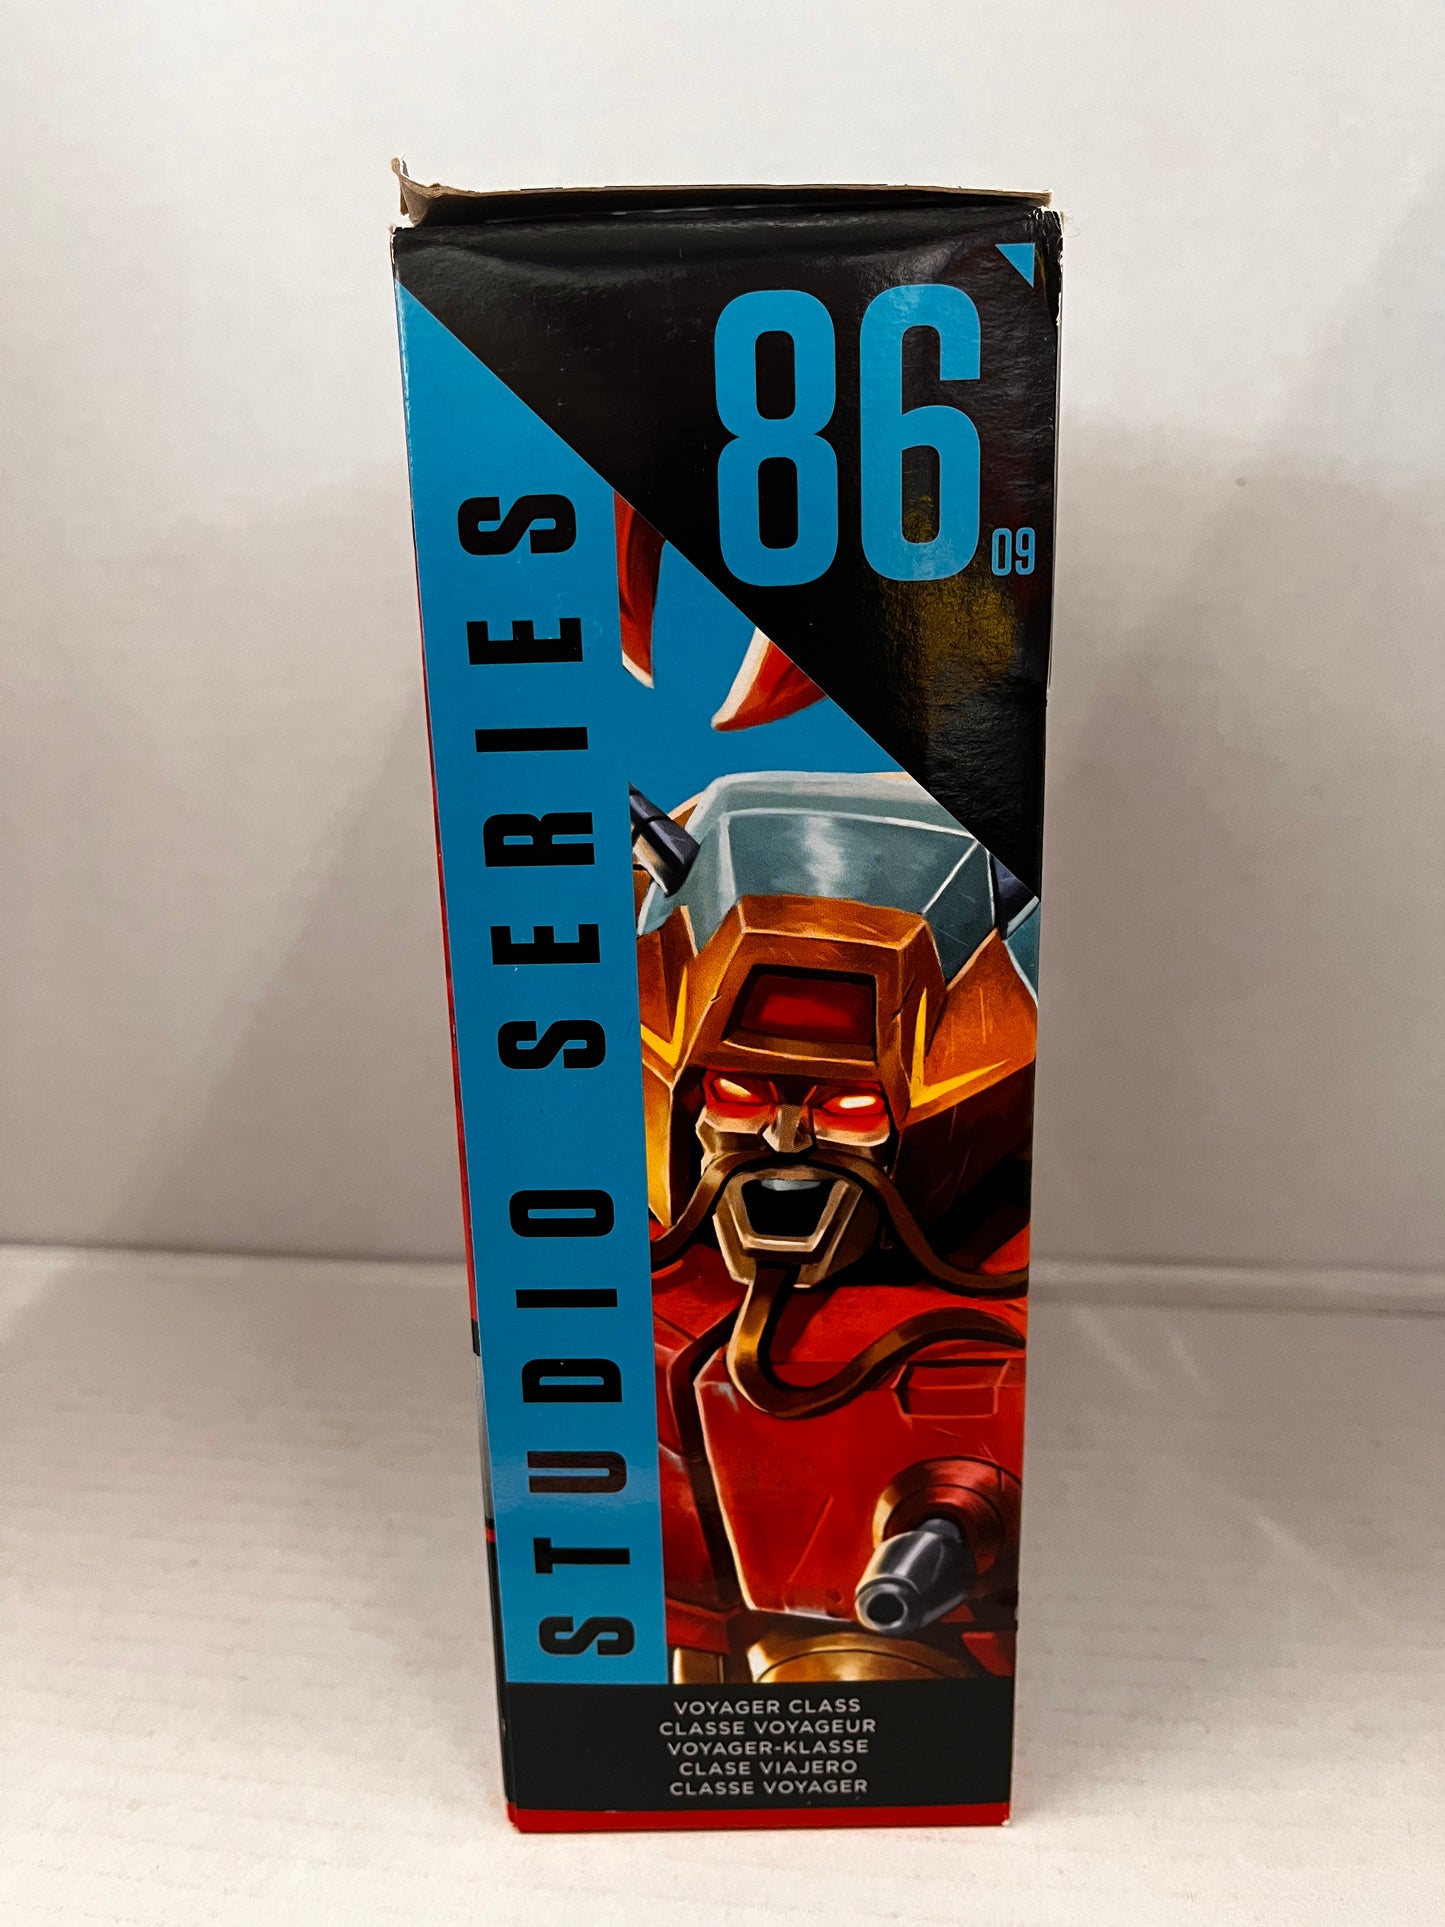 86
09
STUDIO SERIES
VOYAGER CLASS
CLASSE VOYAGEUR
VOYAGER-KLASSE
CLASE VIAJERO
CLASSE VOYAGER